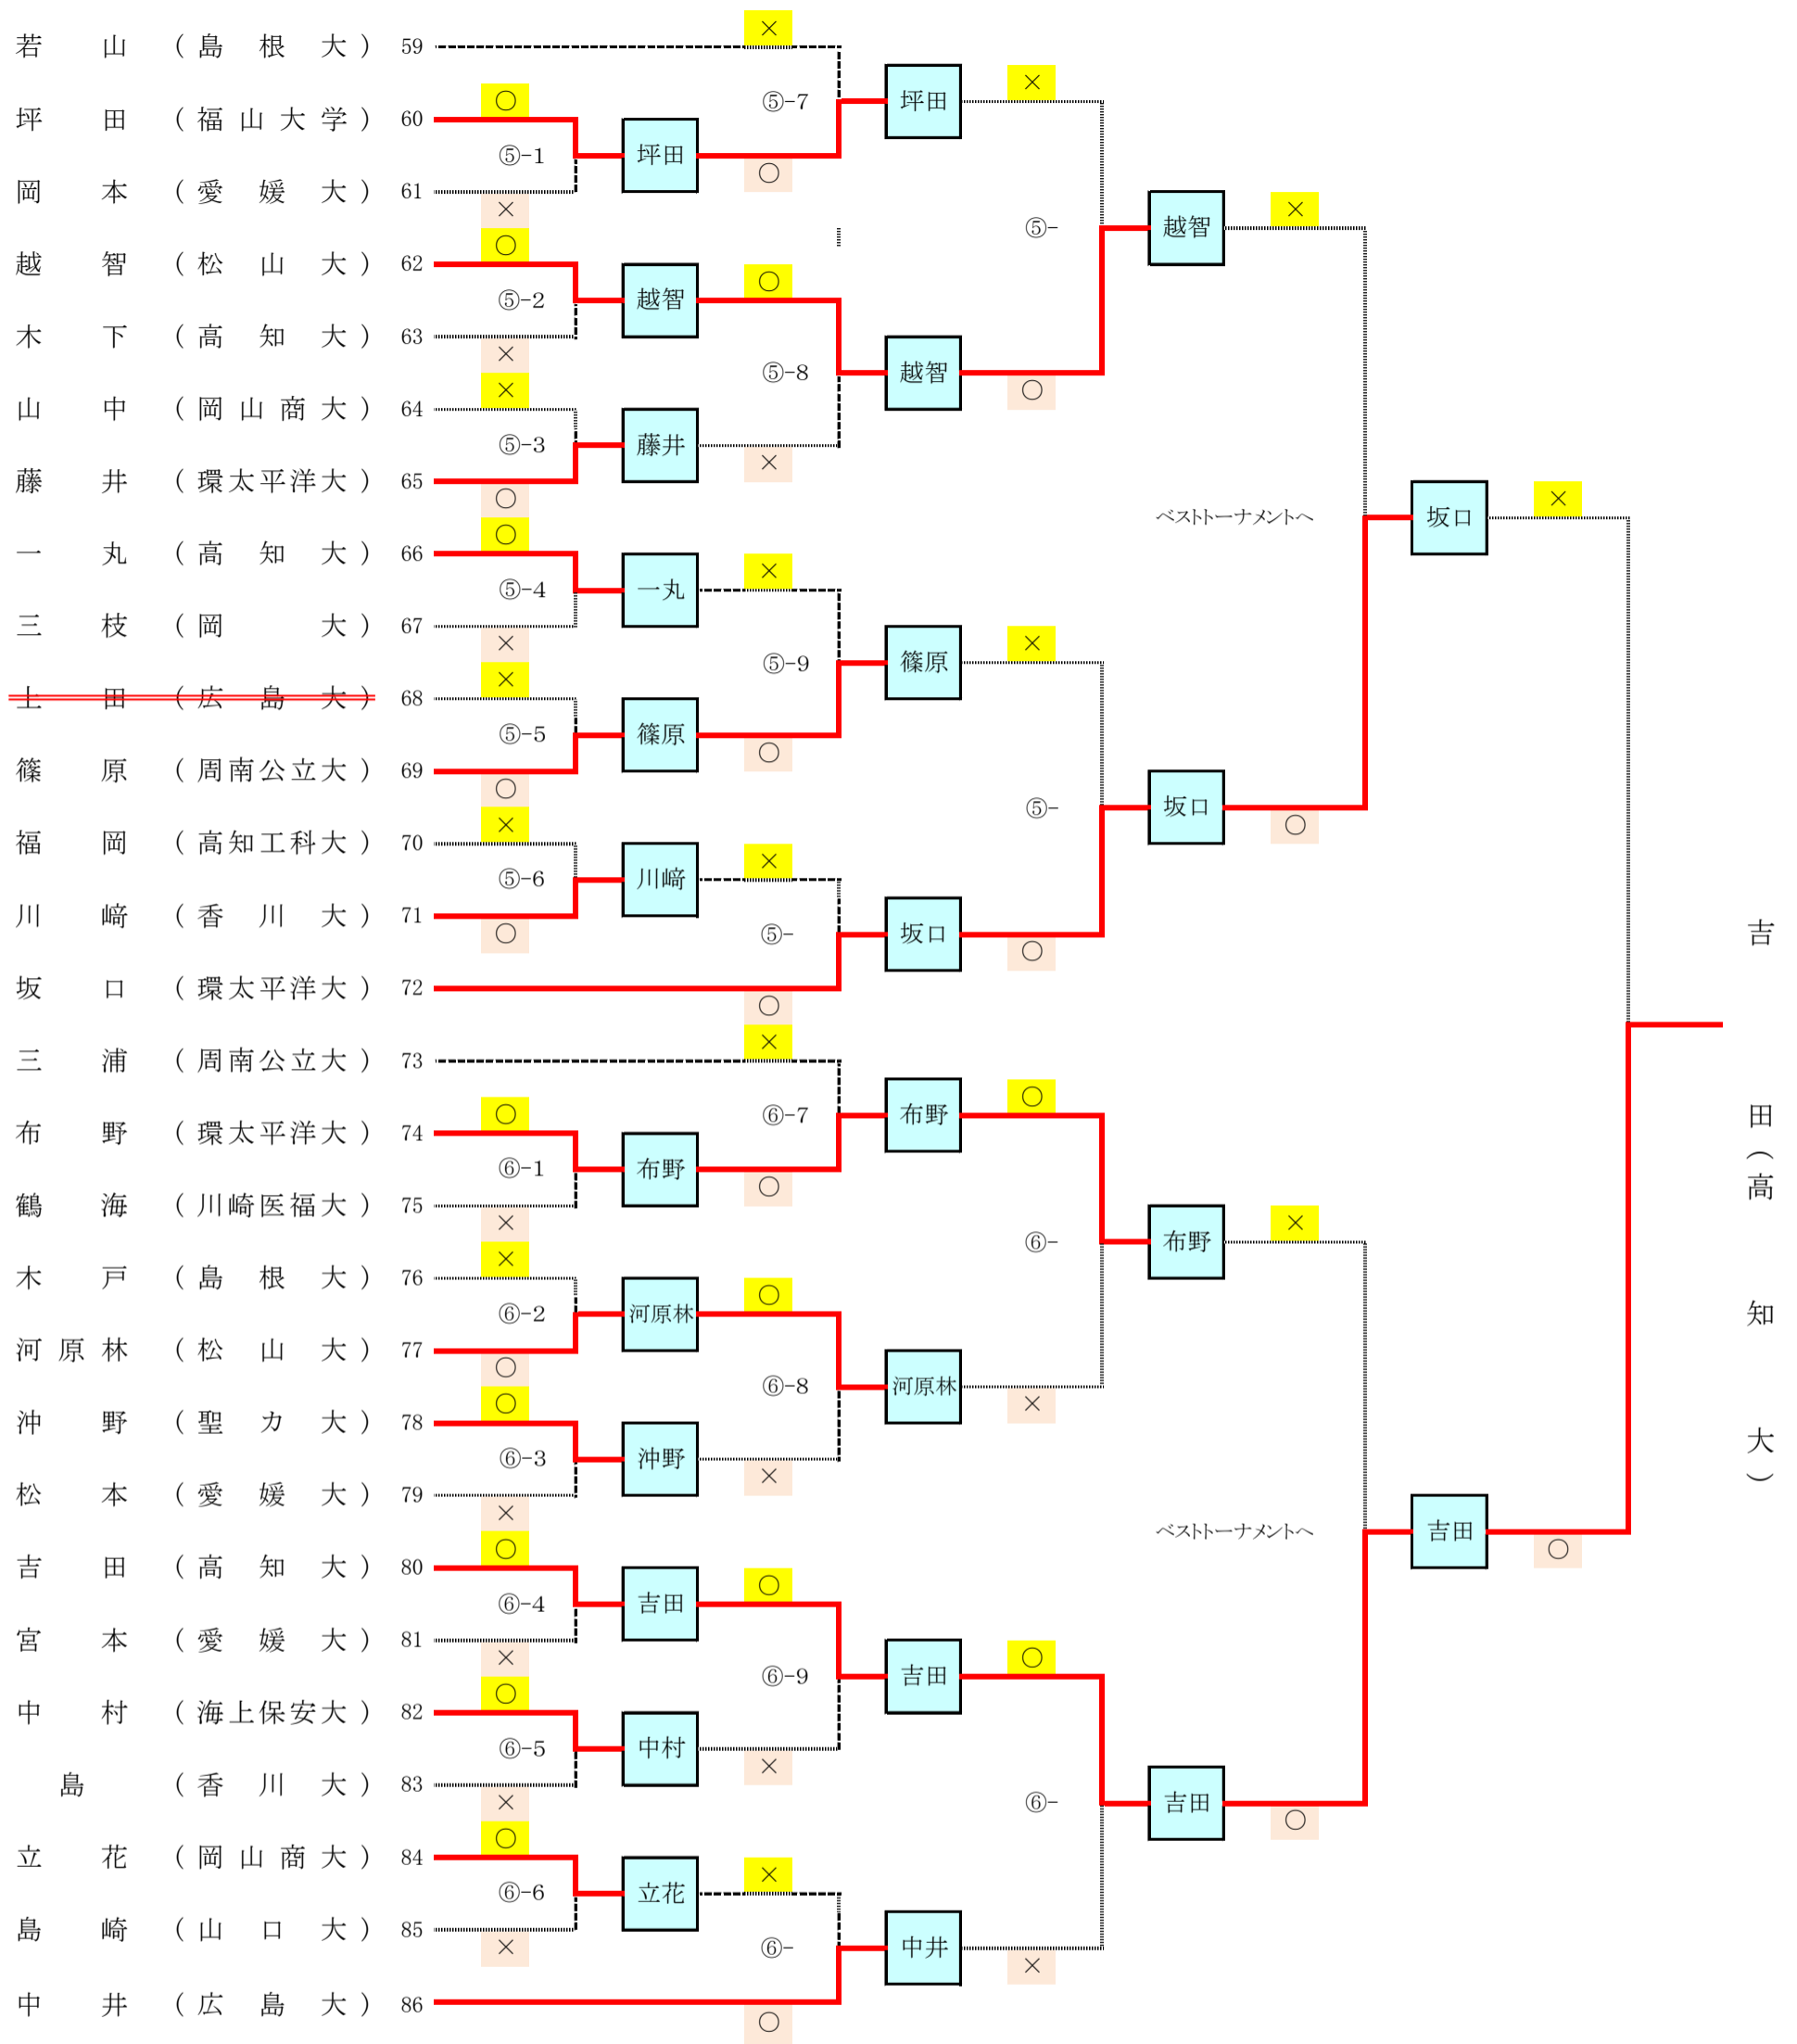 若山（島根大） 59
坪田（福山大学） 60
岡本（愛媛大） 61
越智（松山大） 62
木下（高知大） 63
山中（岡山商大） 64
藤井（環太平洋大） 65
一丸（高知大） 66
三枝（岡大） 67
上田（広島大） 68
篠原（周南公立大） 69
福岡（高知工科大） 70
川﨑（香川大） 71
坂口（環太平洋大） 72
三浦（周南公立大） 73
布野（環太平洋大） 74
鶴海（川崎医福大） 75
木戸（島根大） 76
河原林（松山大） 77
沖野（聖カ大） 78
松本（愛媛大） 79
吉田（高知大） 80
宮本（愛媛大） 81
中村（海上保安大） 82
島（香川大） 83
立花（岡山商大） 84
島崎（山口大） 85
中井（広島大） 86
○
⑤-1
×
○
⑤-2
×
×
⑤-3
○
○
⑤-4
×
×
⑤-5
○
×
⑤-6
○
○
⑥-1
×
×
⑥-2
○
○
⑥-3
×
○
⑥-4
×
○
⑥-5
×
○
⑥-6
×
坪田
越智
藤井
一丸
篠原
川﨑
布野
河原林
沖野
吉田
中村
立花
×
⑤-7
○
○
⑤-8
×
×
⑤-9
○
×
⑤-
○
×
⑥-7
○
○
⑥-8
×
○
⑥-9
×
×
⑥-
○
坪田
越智
篠原
坂口
布野
河原林
吉田
中井
×
⑤-
○
×
⑤-
○
○
⑥-
×
○
⑥-
×
越智
坂口
布野
吉田
×
ベストトーナメントへ
○
×
ベストトーナメントへ
○
坂口
吉田
×
○
吉田（高知大）